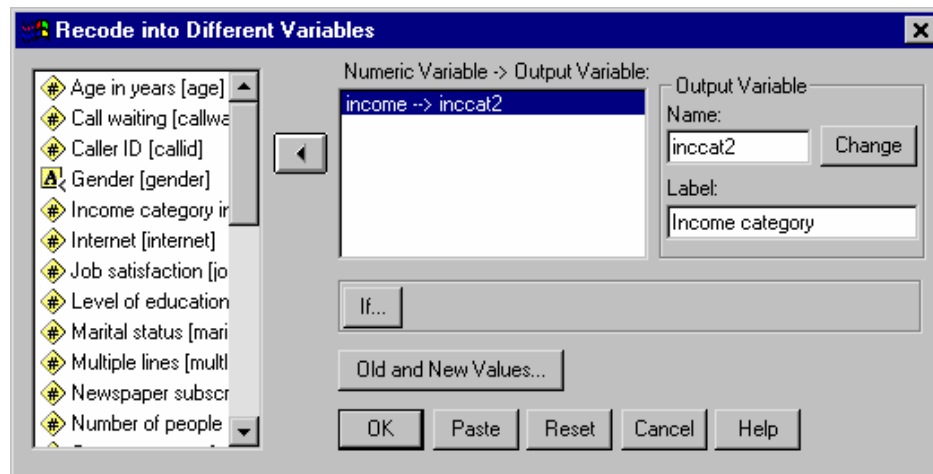 Recode into Different Variables
Age in years [age]
Call waiting [callwa
Caller ID [callid]
Gender [gender]
Income category in
Internet [internet]
Job satisfaction [jo
Level of education
Marital status [mari
Multiple lines [multl
Newspaper subscr
Number of people
Numeric Variable -> Output Variable:
income --> inccat2
Output Variable
Name:
inccat2
Change
Label:
Income category
If...
Old and New Values...
OK
Paste
Reset
Cancel
Help